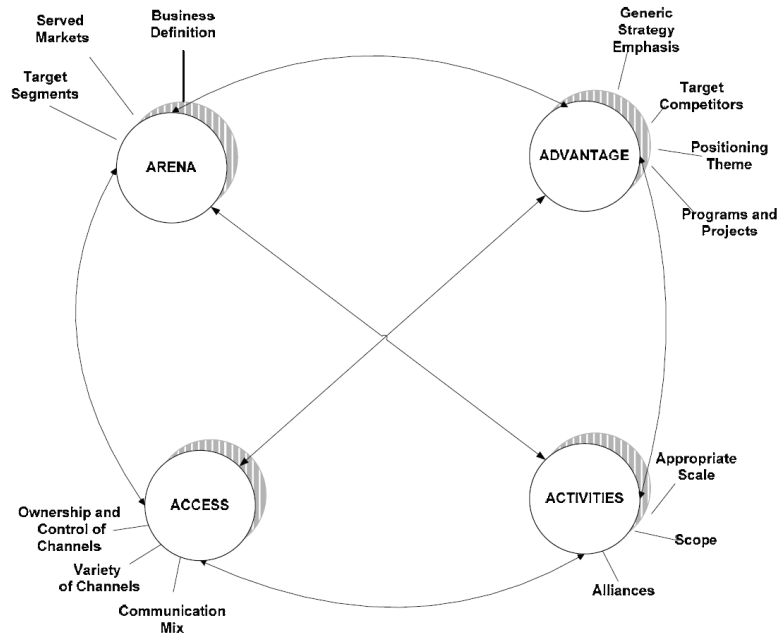 Business
Definition
Served
Markets
Target
Segments
ARENA
Generic
Strategy
Emphasis
Target
Competitors
Positioning
Theme
Programs and
Projects
ADVANTAGE
ACCESS
Ownership and
Control of
Channels
Variety
of Channels
Communication
Mix
ACTIVITIES
Appropriate
Scale
Scope
Alliances